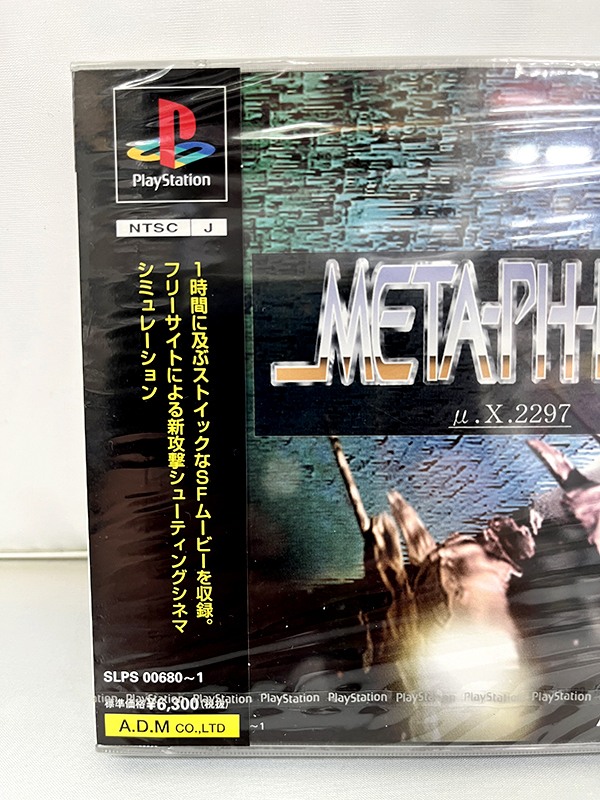 PlayStation
NTSC J
1時間に及ぶストイックなSFムービーを収録。
フリーサイトによる新攻撃シューティングシネマ
シミュレーション
META-PH-
μ.X.2297
SLPS 00680~1
PlayStation PlayStation PlayStation PlayStation PlayStation PlayStation
標準価格¥6,300(税抜)
A.D.M CO.,LTD
~1